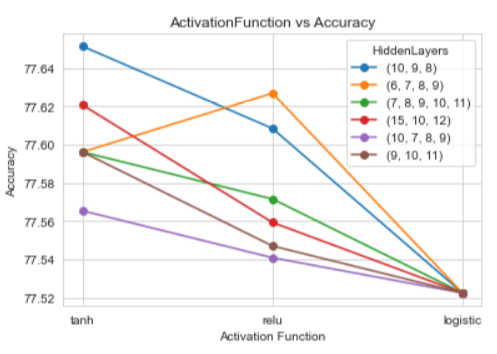 ActivationFunction vs Accuracy
HiddenLayers
(10, 9, 8)
(6, 7, 8, 9)
(7, 8, 9, 10, 11)
(15, 10, 12)
(10, 7, 8, 9)
(9, 10, 11)
Accuracy
77.64
77.62
77.60
77.58
77.56
77.54
77.52
tanh relu logistic
Activation Function